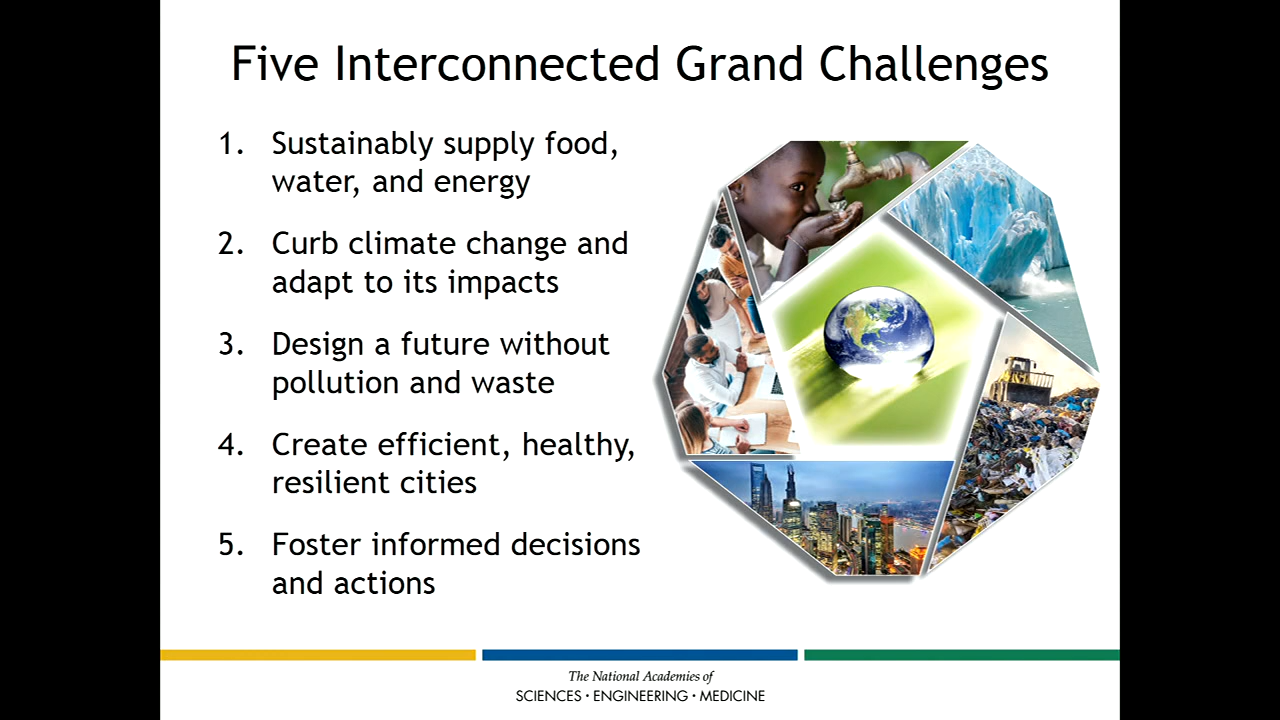 Five Interconnected Grand Challenges
1. Sustainably supply food,
water, and energy
2. Curb climate change and
adapt to its impacts
3. Design a future without
pollution and waste
4. Create efficient, healthy,
resilient cities
5. Foster informed decisions
and actions
The National Academies of
SCIENCES · ENGINEERING · MEDICINE